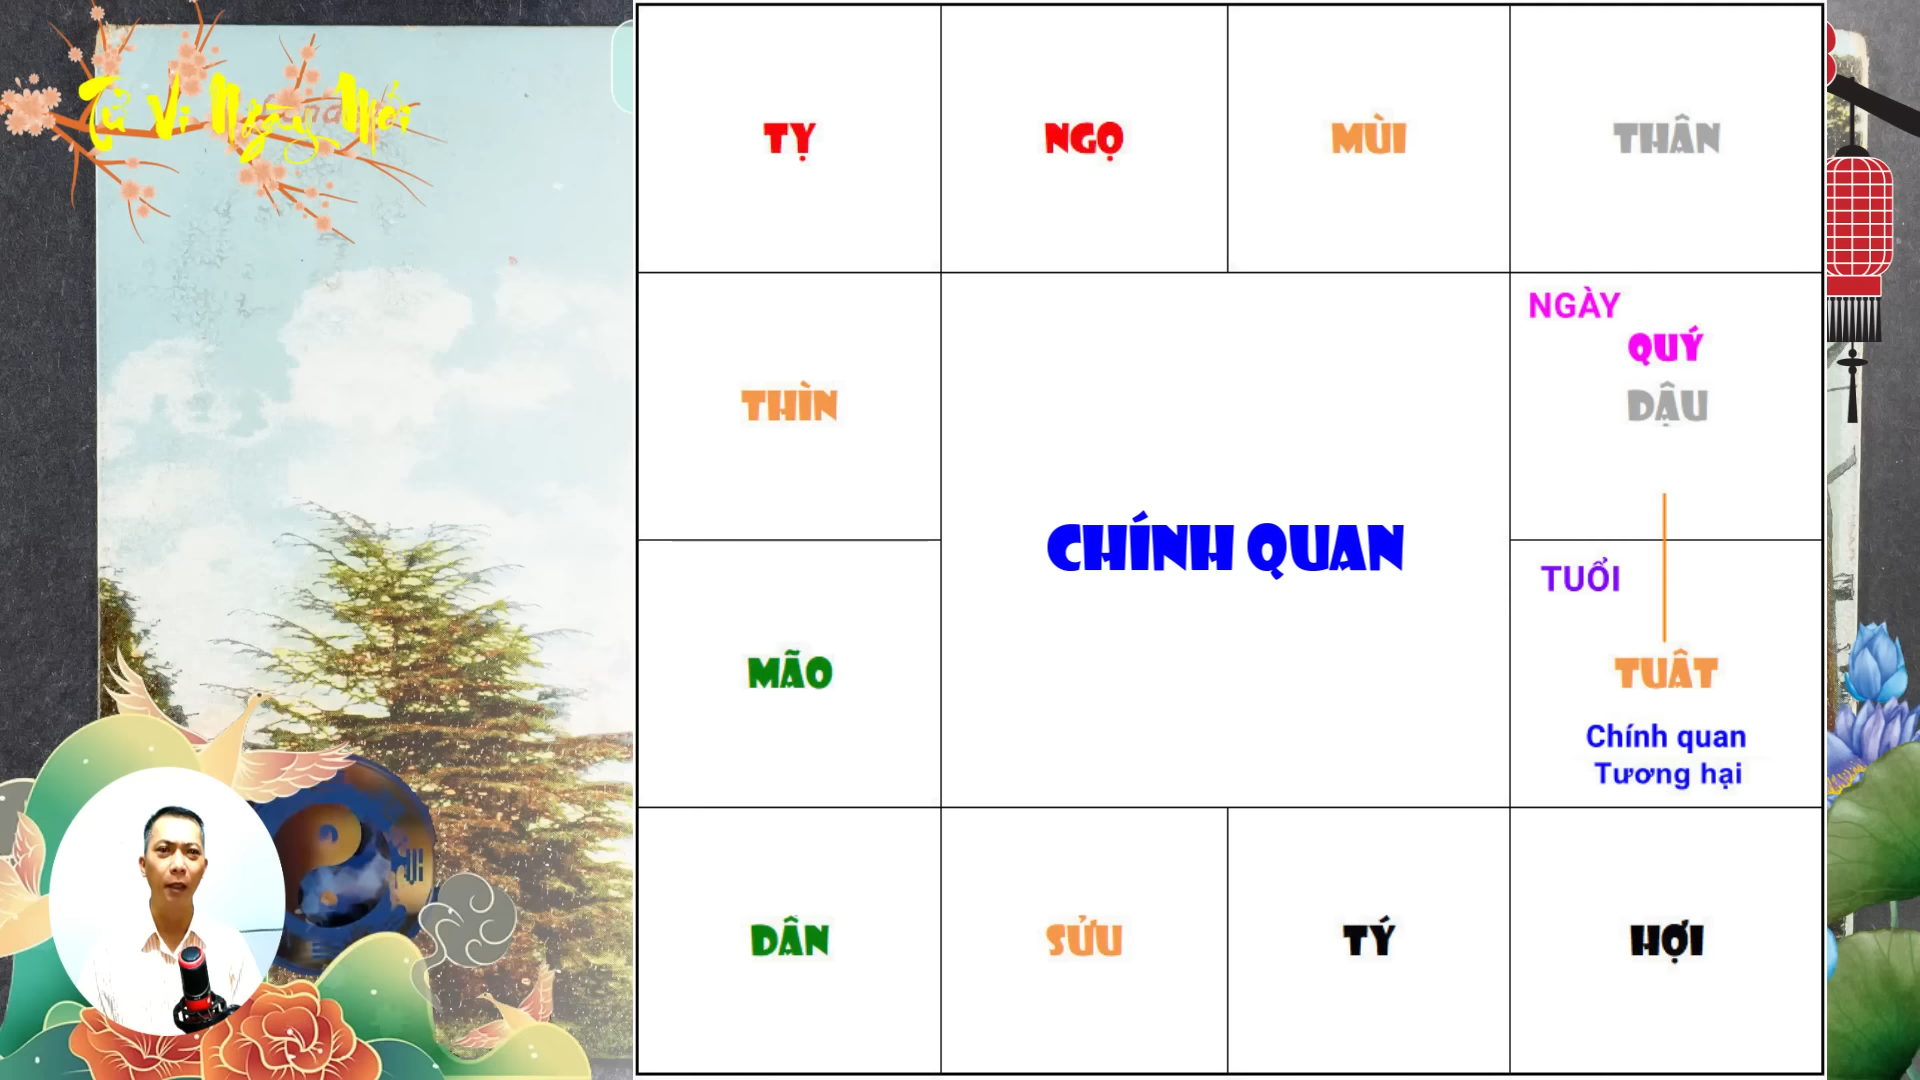 Tử Vi Ngày Mới
TỴ
NGỌ
MÙI
THÂN
THÌN
NGÀY
QUÝ
DẬU
CHÍNH QUAN
MÃO
TUỔI
TUẤT
Chính quan
Tương hại
DẦN
SỬU
TÝ
HỢI